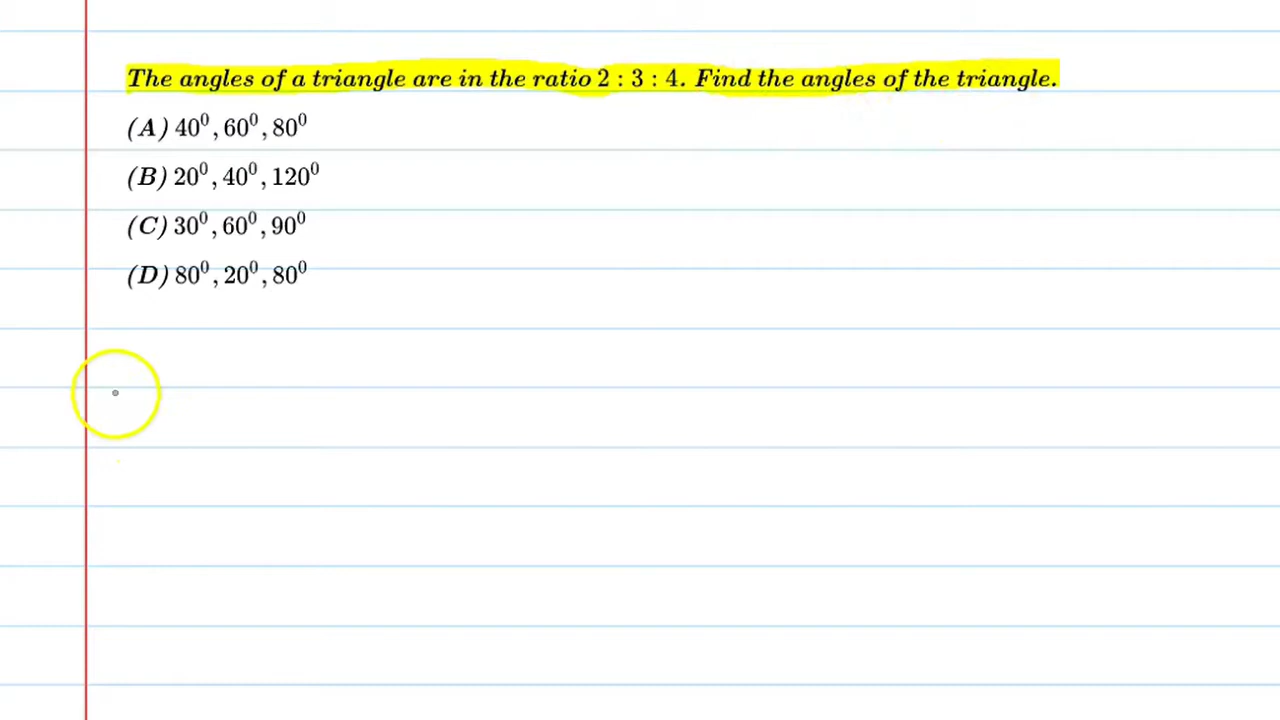 The angles of a triangle are in the ratio 2 : 3 : 4. Find the angles of the triangle.
(A) 40⁰, 60⁰, 80⁰
(B) 20⁰, 40⁰, 120⁰
(C) 30⁰, 60⁰, 90⁰
(D) 80⁰, 20⁰, 80⁰